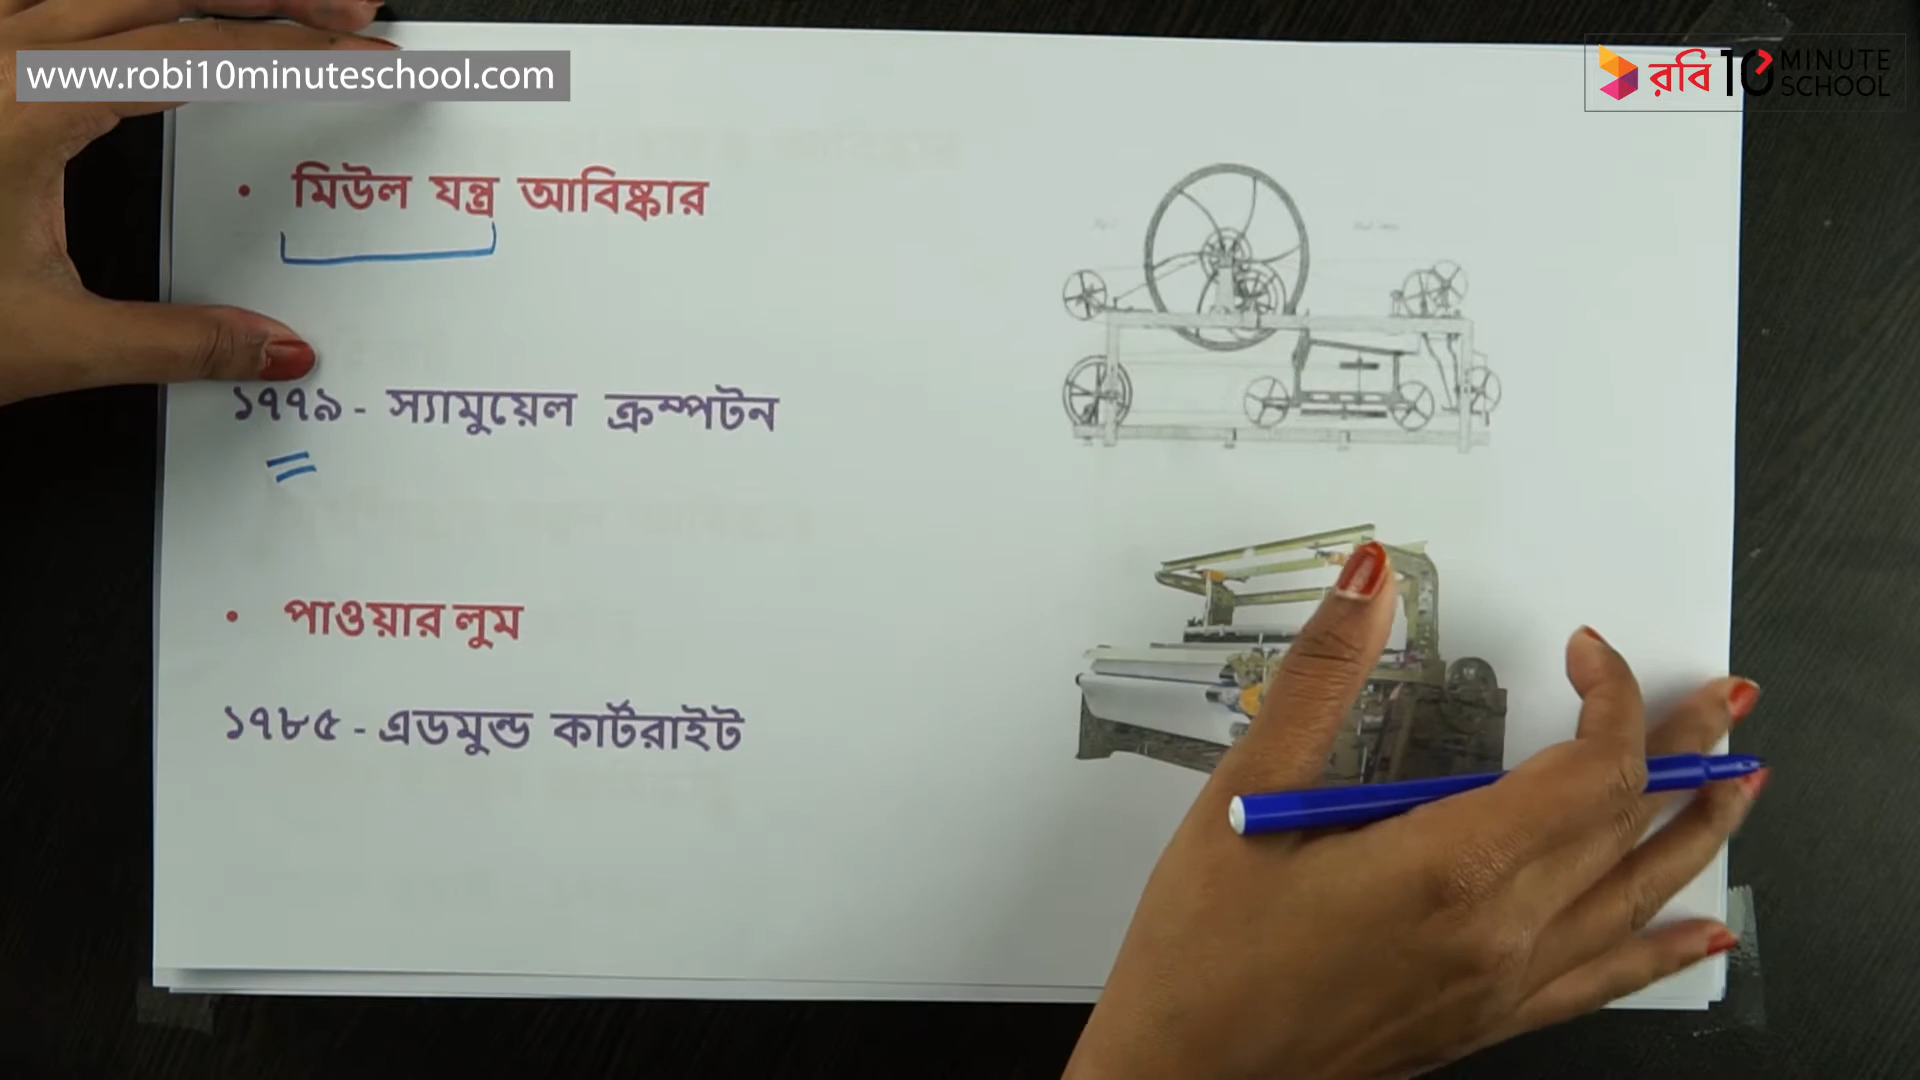 www.robi10minuteschool.com
রবি 10 MINUTE SCHOOL
• মিউল যন্ত্র আবিষ্কার
১৭৭৯ - স্যামুয়েল ক্রম্পটন
• পাওয়ার লুম
১৭৮৫ - এডমুন্ড কার্টরাইট